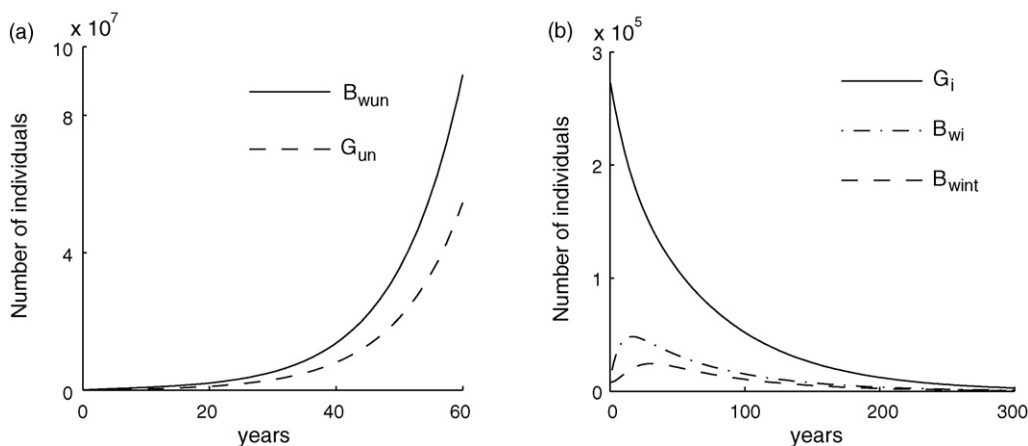 (a)
x 10^7
10
8
4
0
Number of individuals
B_wun
G_un
0 20 40 60
years
(b)
x 10^5
3
2
1
0
Number of individuals
G_i
B_wi
B_wint
0 100 200 300
years